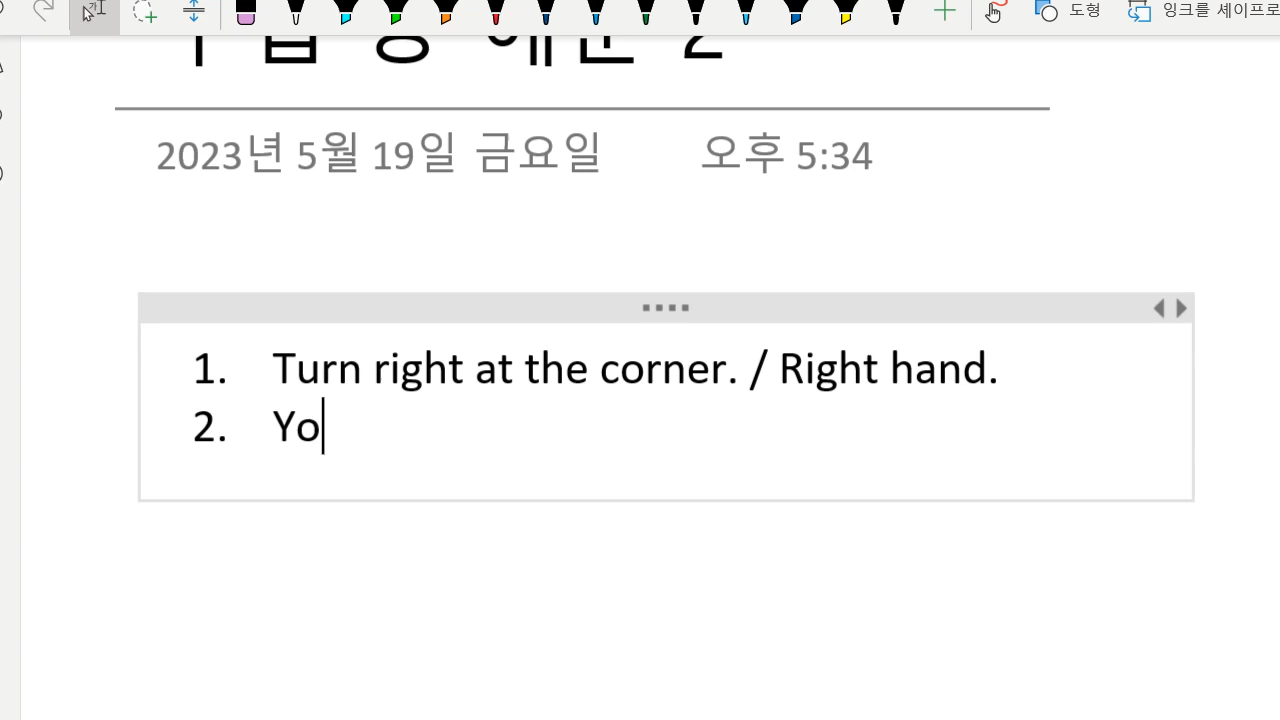 도형
잉크를 셰이프로
2023년 5월 19일 금요일 오후 5:34
1. Turn right at the corner. / Right hand.
2. Yo